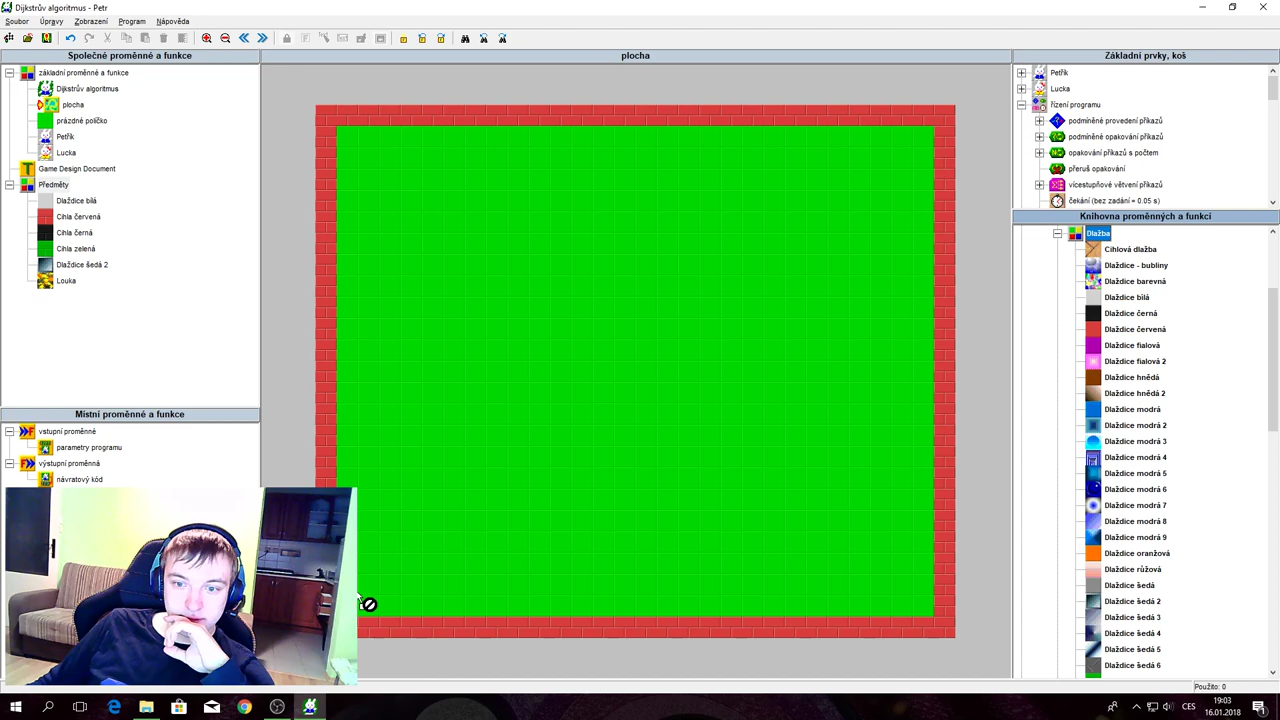 Dijkstrův algoritmus - Petr
Soubor Úpravy Zobrazení Program Nápověda
Společné proměnné a funkce
základní proměnné a funkce
Dijkstrův algoritmus
plocha
prázdné políčko
Petřík
Lucka
Game Design Document
Předměty
Dlaždice bílá
Cihla červená
Cihla černá
Cihla zelená
Dlaždice šedá 2
Louka
Místní proměnné a funkce
vstupní proměnné
parametry programu
výstupní proměnná
návratový kód
plocha
Základní prvky, koš
Petřík
Lucka
řízení programu
podmíněné provedení příkazů
podmíněné opakování příkazů
opakování příkazů s počtem
přeruš opakování
vícestupňové větvení příkazů
čekání (bez zadání = 0.05 s)
Knihovna proměnných a funkcí
Dlažba
Cihlová dlažba
Dlaždice - bubliny
Dlaždice barevná
Dlaždice bílá
Dlaždice černá
Dlaždice červená
Dlaždice fialová
Dlaždice fialová 2
Dlaždice hnědá
Dlaždice hnědá 2
Dlaždice modrá
Dlaždice modrá 2
Dlaždice modrá 3
Dlaždice modrá 4
Dlaždice modrá 5
Dlaždice modrá 6
Dlaždice modrá 7
Dlaždice modrá 8
Dlaždice modrá 9
Dlaždice oranžová
Dlaždice růžová
Dlaždice šedá
Dlaždice šedá 2
Dlaždice šedá 3
Dlaždice šedá 4
Dlaždice šedá 5
Dlaždice šedá 6
Použito: 0
19:03
16.01.2018